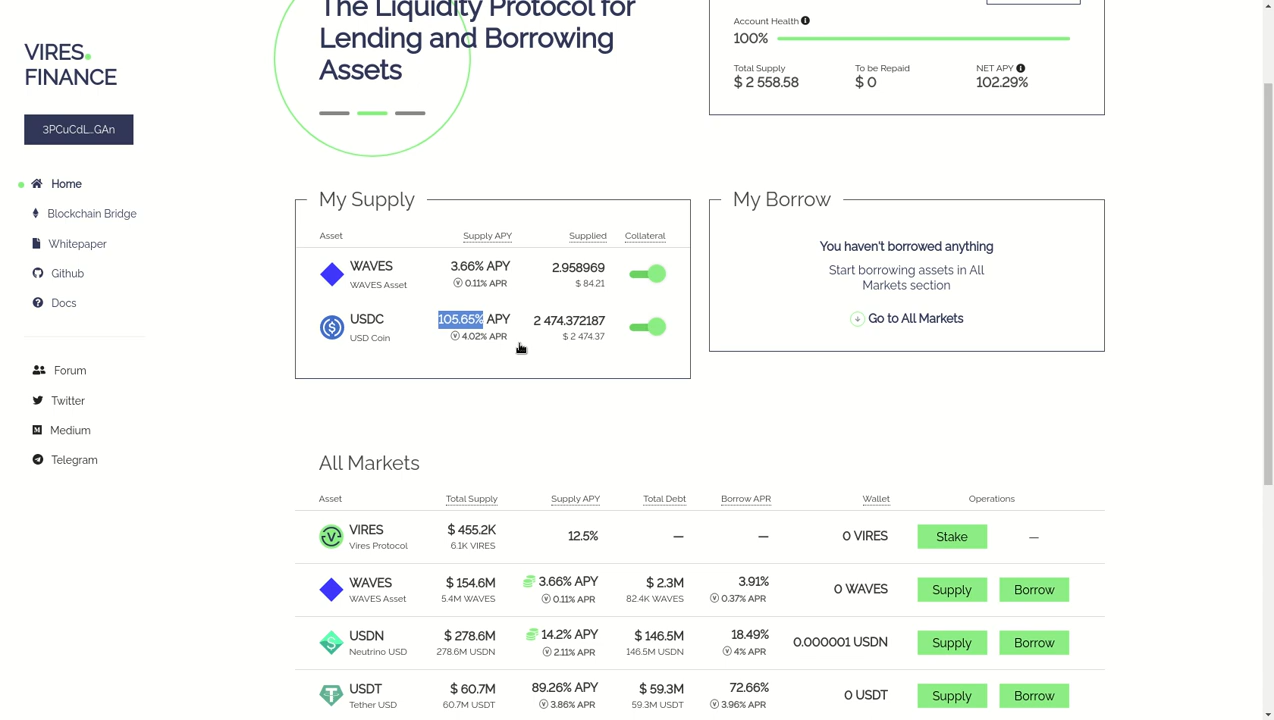 The Liquidity Protocol for
Lending and Borrowing
Assets
VIRES
FINANCE
3PCuCdL...GAn
Home
Blockchain Bridge
Whitepaper
Github
Docs
Forum
Twitter
Medium
Telegram
Account Health
100%
Total Supply To be Repaid NET APY
$ 2 558.58 $ 0 102.29%
My Supply
Asset Supply APY Supplied Collateral
WAVES 3.66% APY 2.958969
WAVES Asset 0.11% APR $ 84.21
USDC 105.65% APY 2 474.372187
USD Coin 4.02% APR $ 2 474.37
My Borrow
You haven't borrowed anything
Start borrowing assets in All
Markets section
Go to All Markets
All Markets
Asset Total Supply Supply APY Total Debt Borrow APR Wallet Operations
VIRES $ 455.2K 12.5% — — 0 VIRES Stake —
Vires Protocol 6.1K VIRES
WAVES $ 154.6M 3.66% APY $ 2.3M 3.91% 0 WAVES Supply Borrow
WAVES Asset 5.4M WAVES 0.11% APR 82.4K WAVES 0.37% APR
USDN $ 278.6M 14.2% APY $ 146.5M 18.49% 0.000001 USDN Supply Borrow
Neutrino USD 278.6M USDN 2.11% APR 146.5M USDN 4% APR
USDT $ 60.7M 89.26% APY $ 59.3M 72.66% 0 USDT Supply Borrow
Tether USD 60.7M USDT 3.86% APR 59.3M USDT 3.96% APR